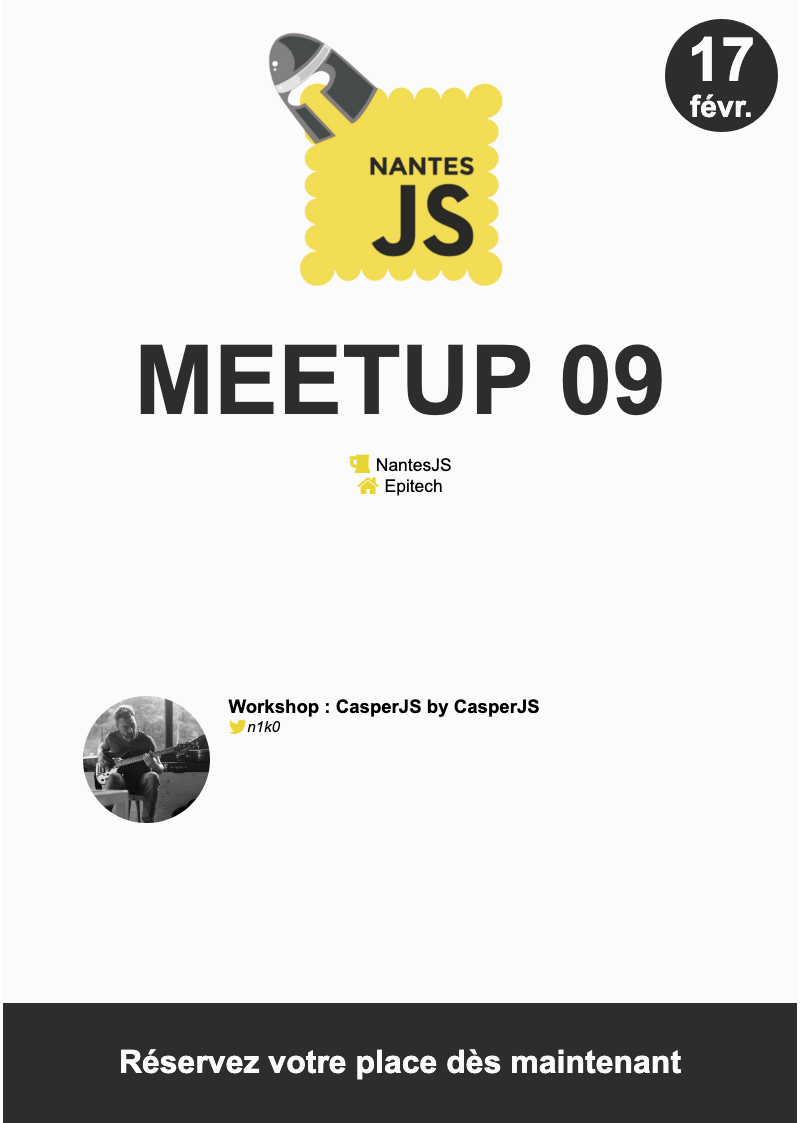 17
févr.
NANTES
JS
MEETUP 09
NantesJS
Epitech
Workshop : CasperJS by CasperJS
n1k0
Réservez votre place dès maintenant